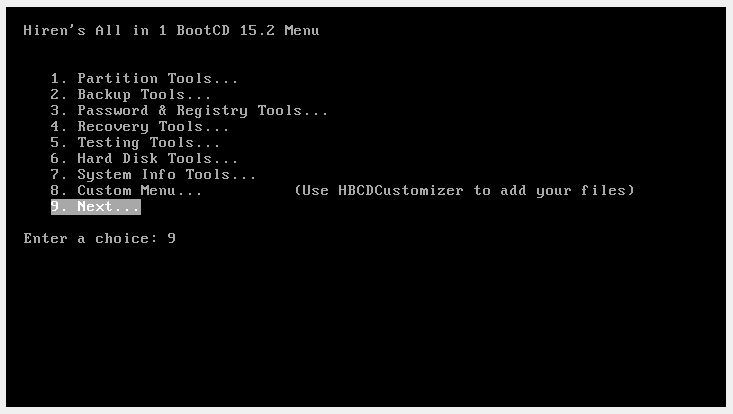 Hiren's All in 1 BootCD 15.2 Menu
1. Partition Tools...
2. Backup Tools...
3. Password & Registry Tools...
4. Recovery Tools...
5. Testing Tools...
6. Hard Disk Tools...
7. System Info Tools...
8. Custom Menu... (Use HBCDCustomizer to add your files)
9. Next...
Enter a choice: 9